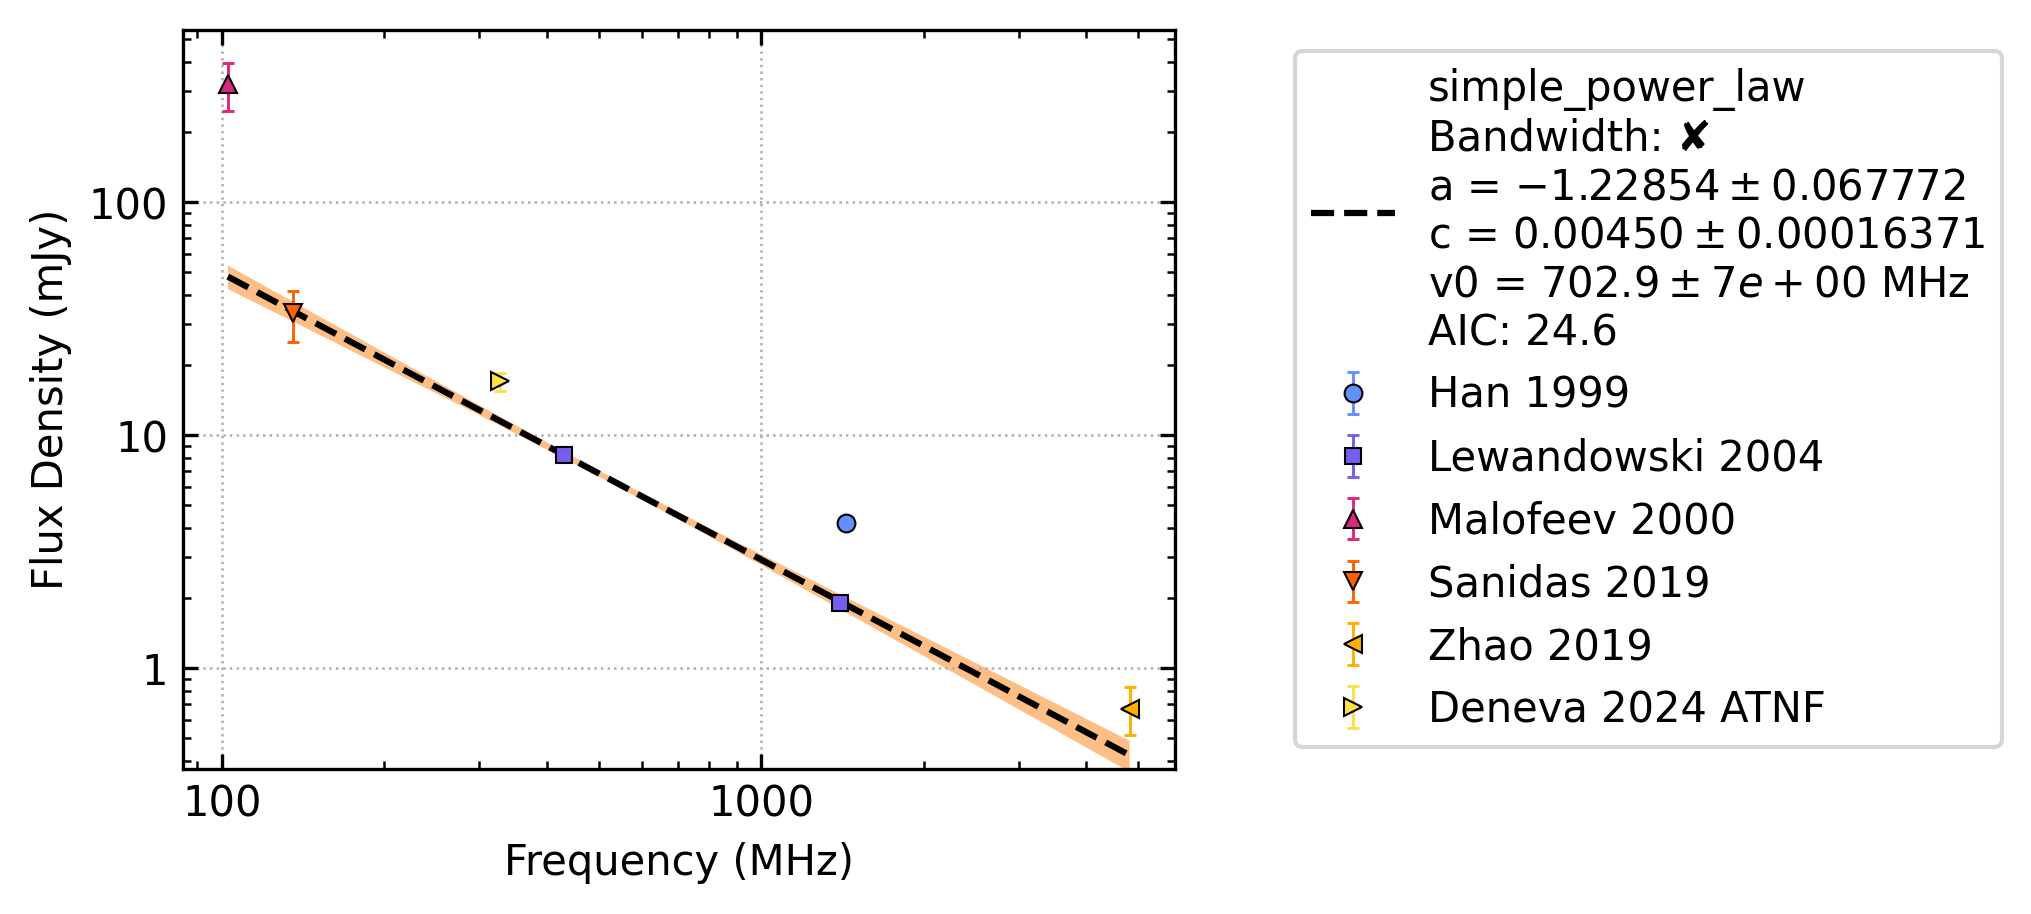 100
10
1
Flux Density (mJy)
100
1000
Frequency (MHz)
simple_power_law
Bandwidth: ✘
a = −1.22854 ± 0.067772
c = 0.00450 ± 0.00016371
v0 = 702.9 ± 7e + 00 MHz
AIC: 24.6
Han 1999
Lewandowski 2004
Malofeev 2000
Sanidas 2019
Zhao 2019
Deneva 2024 ATNF